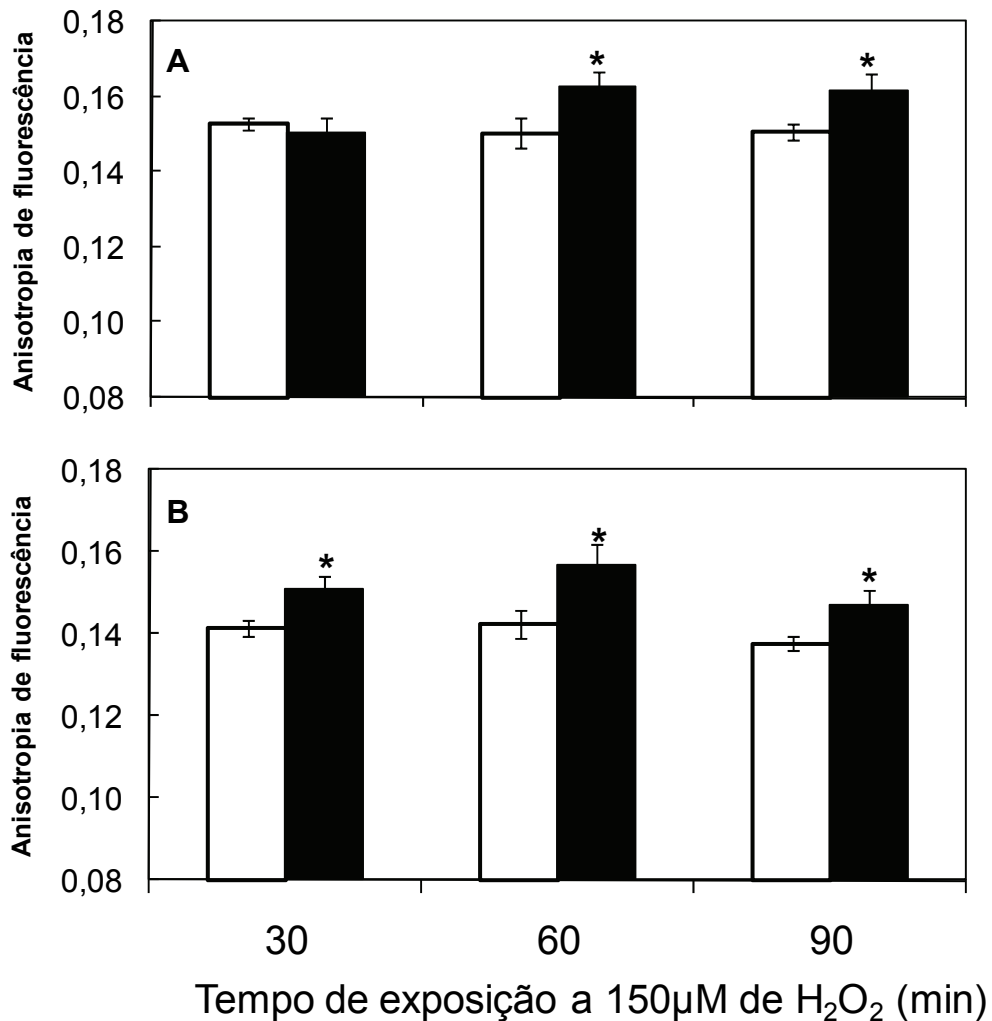 Anisotropia de fluorescência
A
0,18
0,16
0,14
0,12
0,10
0,08
*
*
Anisotropia de fluorescência
B
0,18
0,16
0,14
0,12
0,10
0,08
*
*
*
30 60 90
Tempo de exposição a 150µM de H₂O₂ (min)